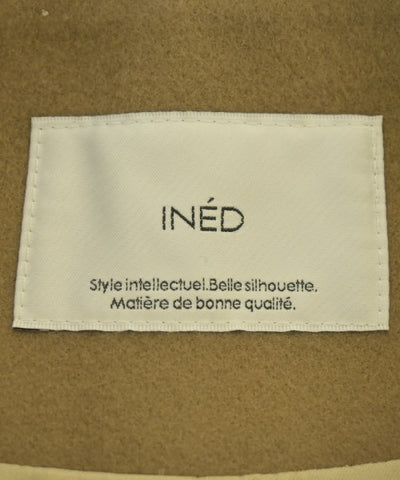 INÉD
Style intellectuel.Belle silhouette.
Matière de bonne qualité.